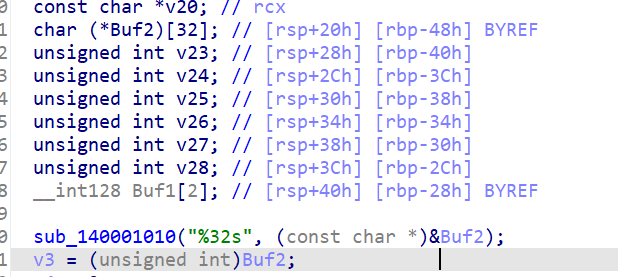 0 const char *v20; // rcx
1 char (*Buf2)[32]; // [rsp+20h] [rbp-48h] BYREF
2 unsigned int v23; // [rsp+28h] [rbp-40h]
3 unsigned int v24; // [rsp+2Ch] [rbp-3Ch]
4 unsigned int v25; // [rsp+30h] [rbp-38h]
5 unsigned int v26; // [rsp+34h] [rbp-34h]
6 unsigned int v27; // [rsp+38h] [rbp-30h]
7 unsigned int v28; // [rsp+3Ch] [rbp-2Ch]
8 __int128 Buf1[2]; // [rsp+40h] [rbp-28h] BYREF
9
0 sub_140001010("%32s", (const char *)&Buf2);
1 v3 = (unsigned int)Buf2;